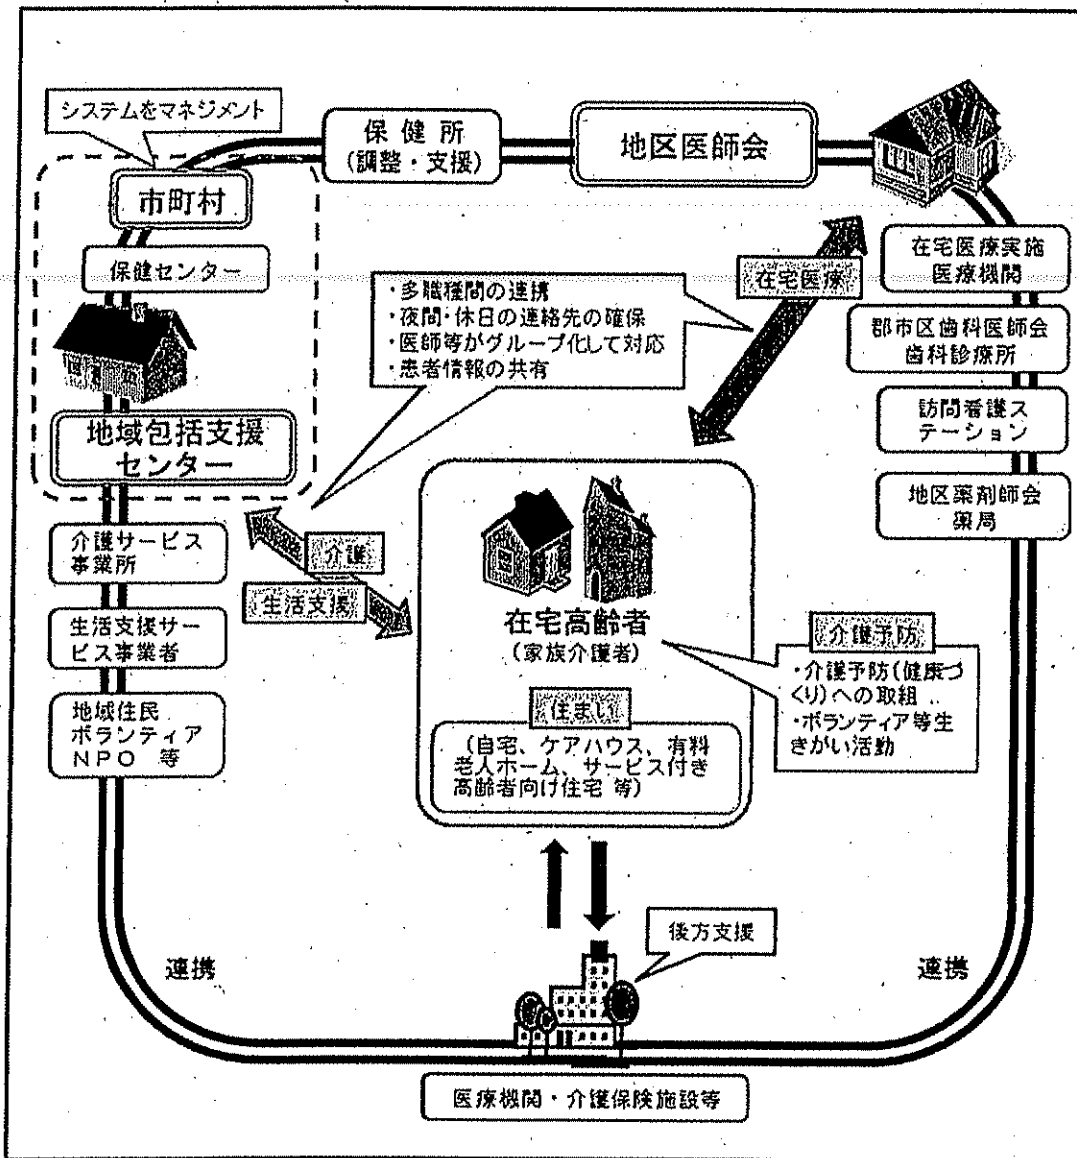 システムをマネジメント
保健所
(調整・支援)
地区医師会
市町村
保健センター
地域包括支援
センター
・多職種間の連携
・夜間・休日の連絡先の確保
・医師等がグループ化して対応
・患者情報の共有
在宅医療
在宅医療実施
医療機関
郡市区歯科医師会
歯科診療所
訪問看護ス
テーション
地区薬剤師会
薬局
介護サービス
事業所
生活支援サー
ビス事業者
地域住民
ボランティア
NPO 等
介護
生活支援
在宅高齢者
(家族介護者)
住まい
(自宅、ケアハウス、有料
老人ホーム、サービス付き
高齢者向け住宅 等)
介護予防
・介護予防(健康づ
くり)への取組
・ボランティア等生
きがい活動
後方支援
連携
連携
医療機関・介護保険施設等